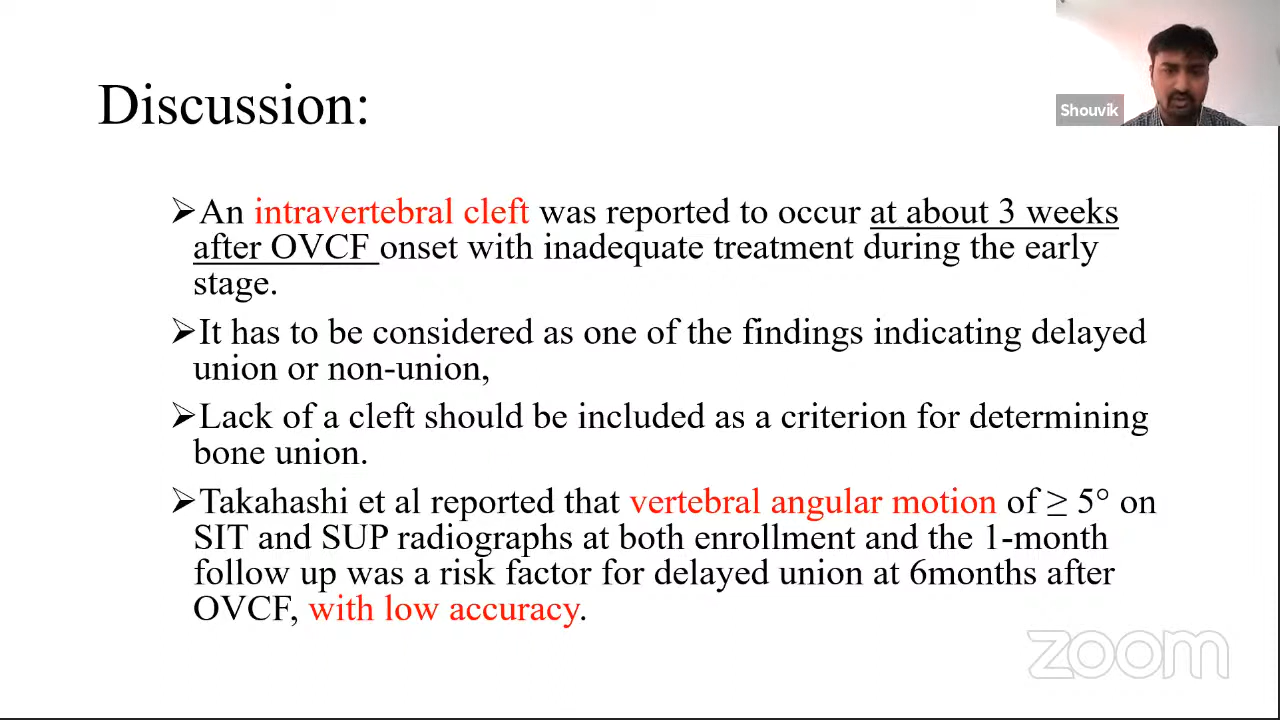 Discussion:
Shouvik
➢An intravertebral cleft was reported to occur at about 3 weeks
after OVCF onset with inadequate treatment during the early
stage.
➢It has to be considered as one of the findings indicating delayed
union or non-union,
➢Lack of a cleft should be included as a criterion for determining
bone union.
➢Takahashi et al reported that vertebral angular motion of ≥ 5° on
SIT and SUP radiographs at both enrollment and the 1-month
follow up was a risk factor for delayed union at 6months after
OVCF, with low accuracy.
zoom